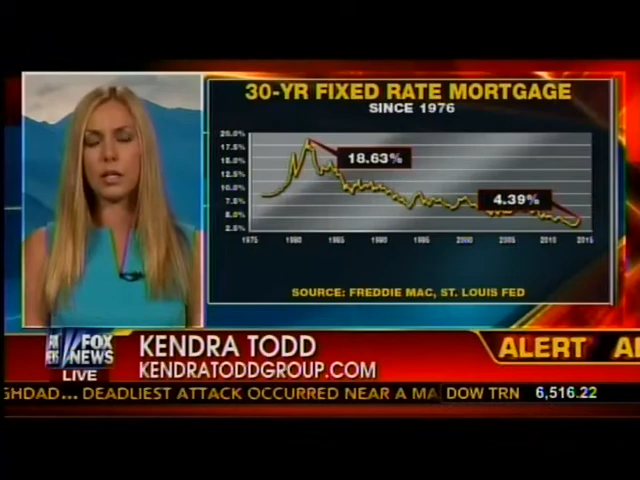 30-YR FIXED RATE MORTGAGE
SINCE 1976
20.0%
17.5%
15.0%
12.5%
10.0%
7.5%
5.0%
2.5%
18.63%
4.39%
1975 1980 1985 1990 1995 2000 2005 2010 2015
SOURCE: FREDDIE MAC, ST. LOUIS FED
FOX NEWS
FOX
NEWS
LIVE
KENDRA TODD
KENDRATODDGROUP.COM
ALERT AL
GHDAD... DEADLIEST ATTACK OCCURRED NEAR A MA DOW TRN 6,516.22